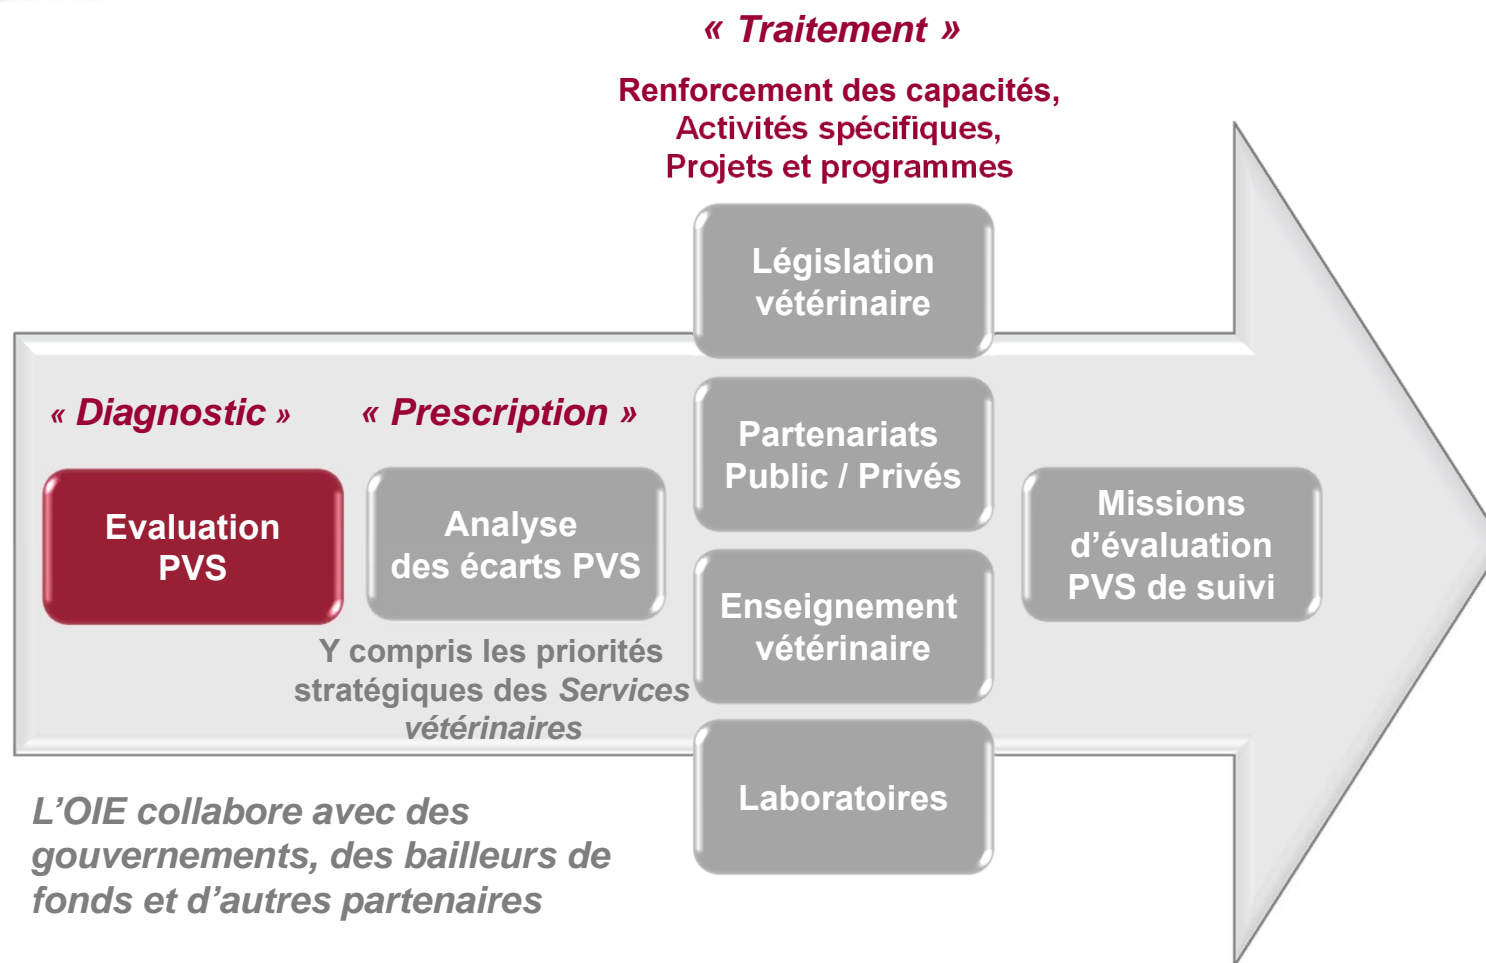 « Traitement »
Renforcement des capacités,
Activités spécifiques,
Projets et programmes
« Diagnostic »
Evaluation
PVS
« Prescription »
Analyse
des écarts PVS
Y compris les priorités
stratégiques des Services
vétérinaires
Législation
vétérinaire
Partenariats
Public / Privés
Enseignement
vétérinaire
Laboratoires
Missions
d’évaluation
PVS de suivi
L’OIE collabore avec des
gouvernements, des bailleurs de
fonds et d’autres partenaires